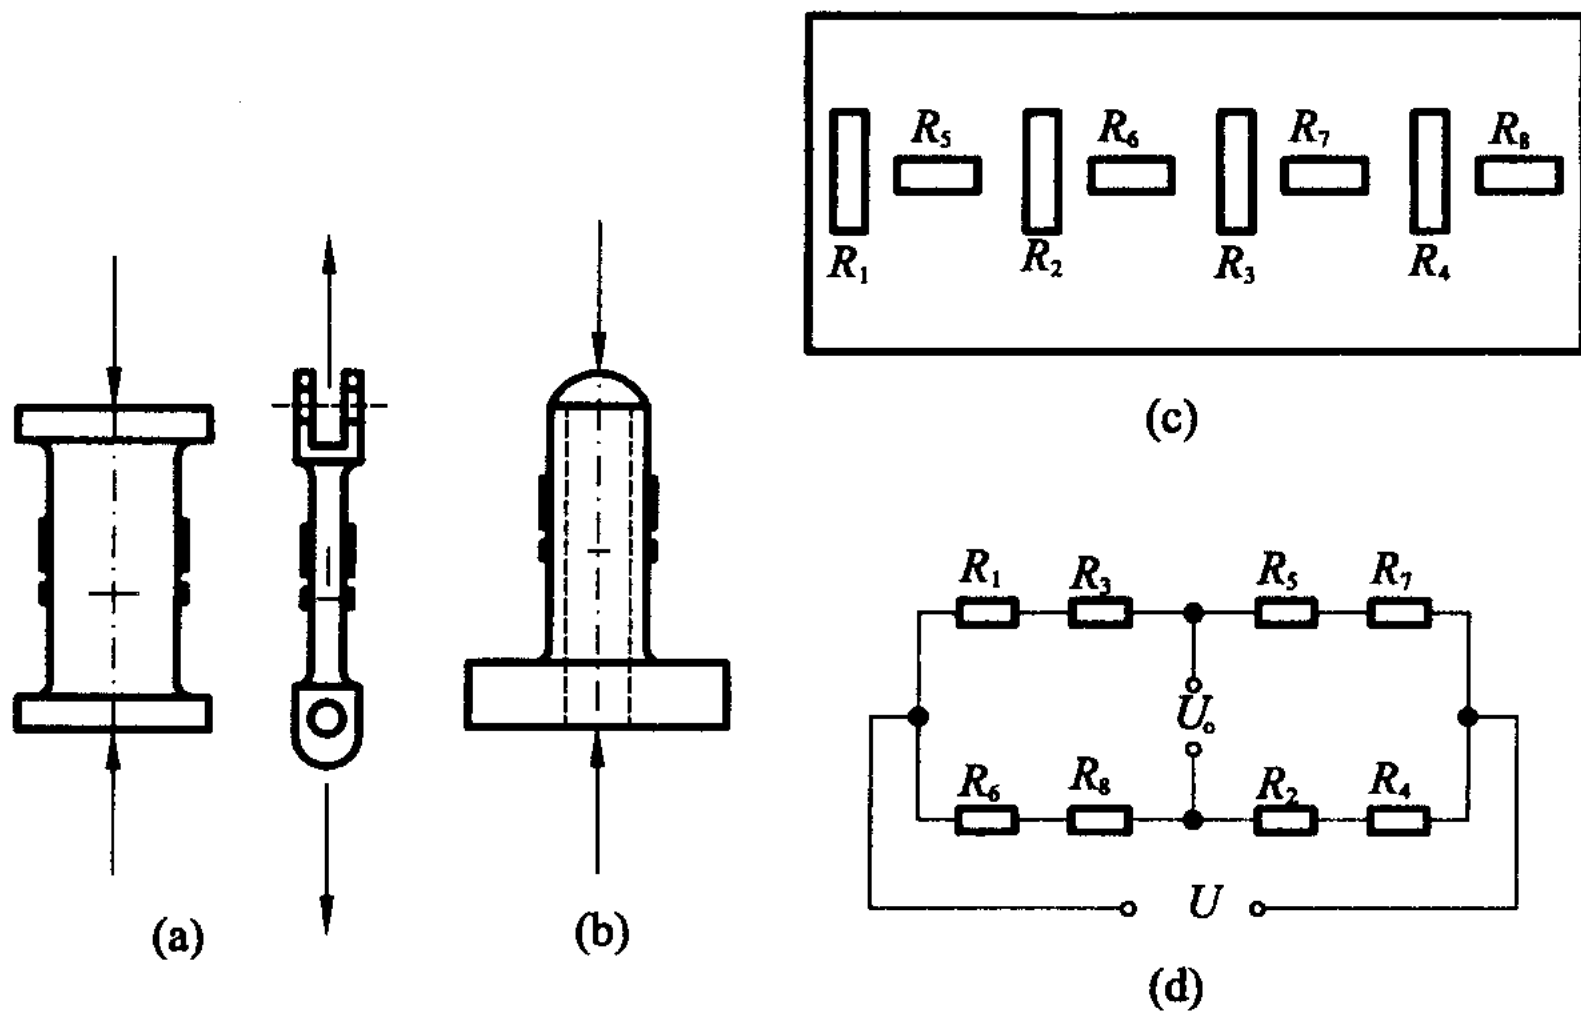 R₅ R₆ R₇ R₈
R₁ R₂ R₃ R₄
(c)
R₁ R₃ R₅ R₇
Uₒ
R₆ R₈ R₂ R₄
U
(a)
(b)
(d)